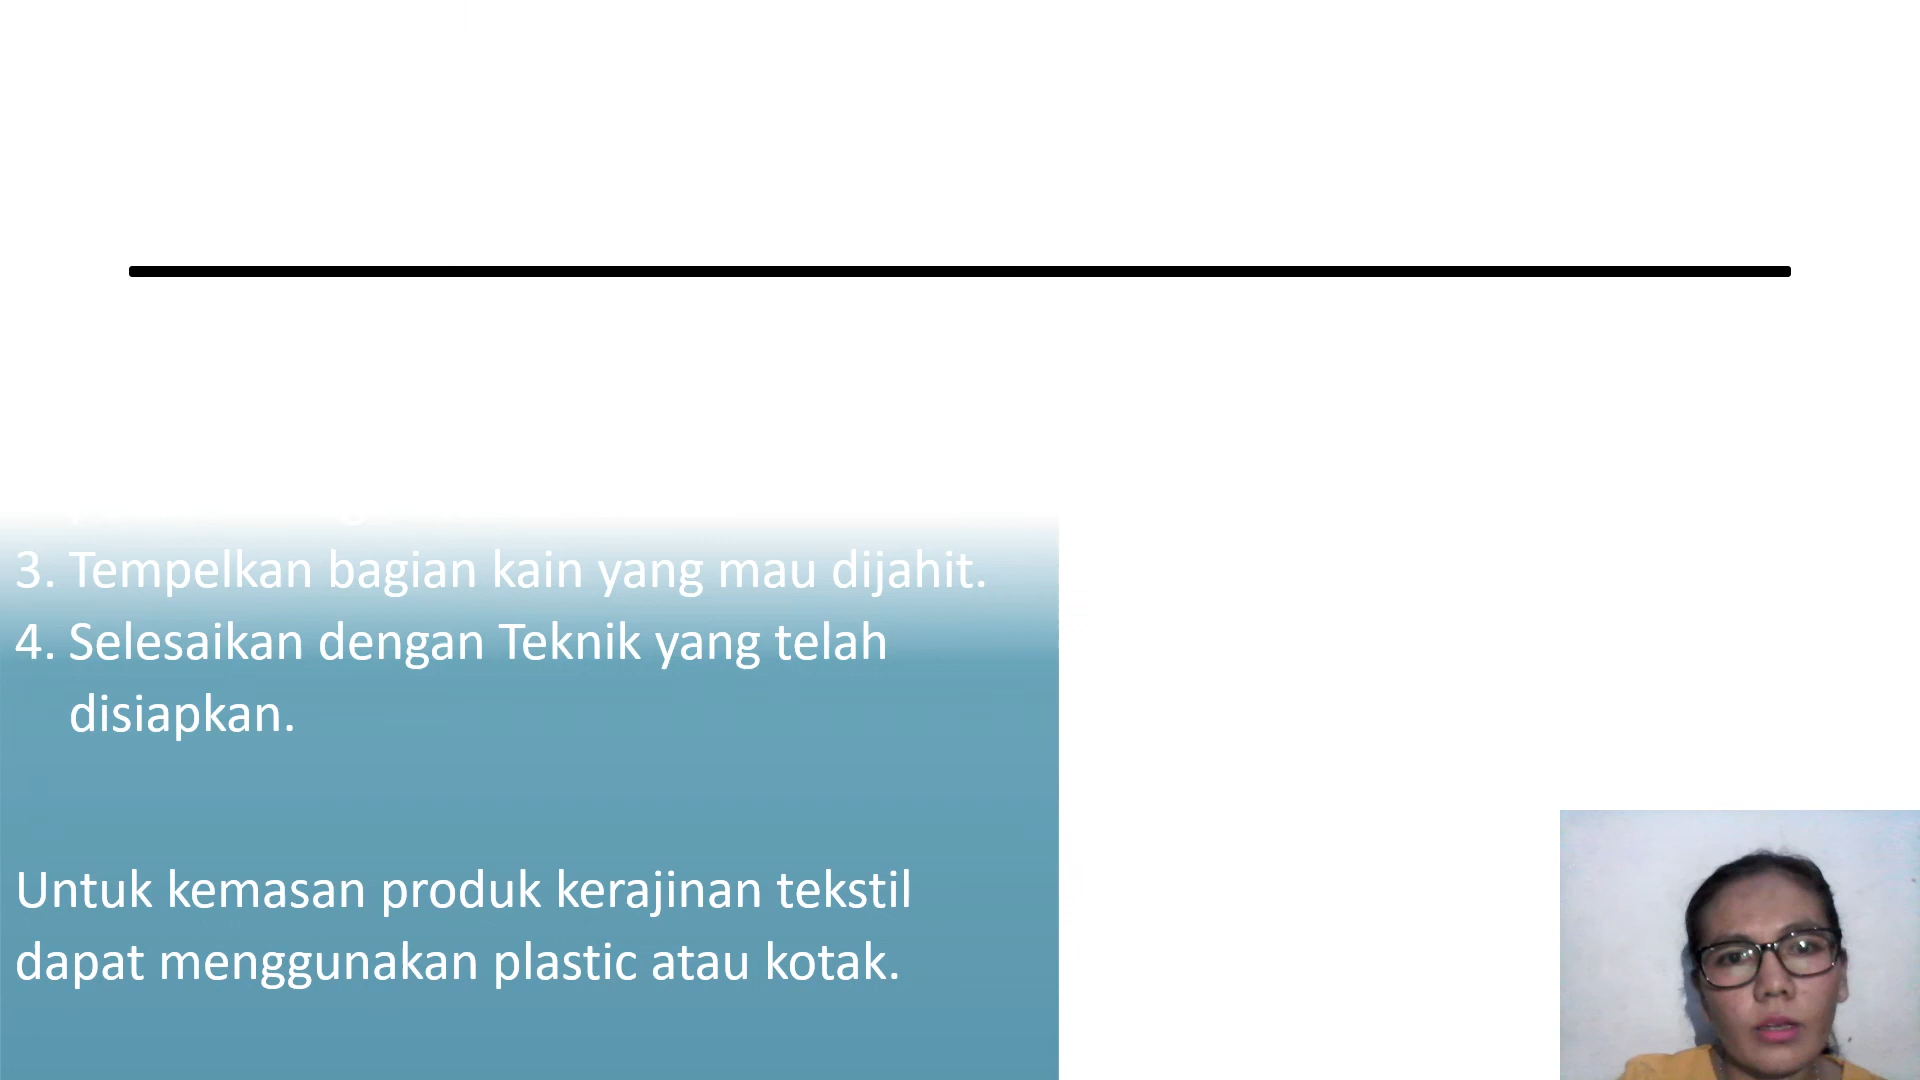 3. Tempelkan bagian kain yang mau dijahit.
4. Selesaikan dengan Teknik yang telah
disiapkan.
Untuk kemasan produk kerajinan tekstil
dapat menggunakan plastic atau kotak.